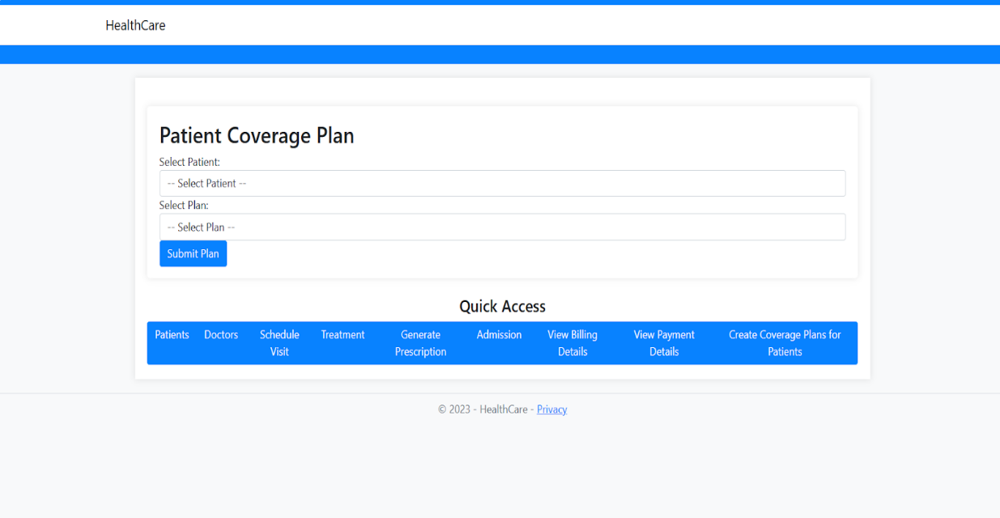 HealthCare
Patient Coverage Plan
Select Patient:
-- Select Patient --
Select Plan:
-- Select Plan --
Submit Plan
Quick Access
Patients Doctors Schedule Visit Treatment Generate Prescription Admission View Billing Details View Payment Details Create Coverage Plans for Patients
© 2023 - HealthCare - Privacy